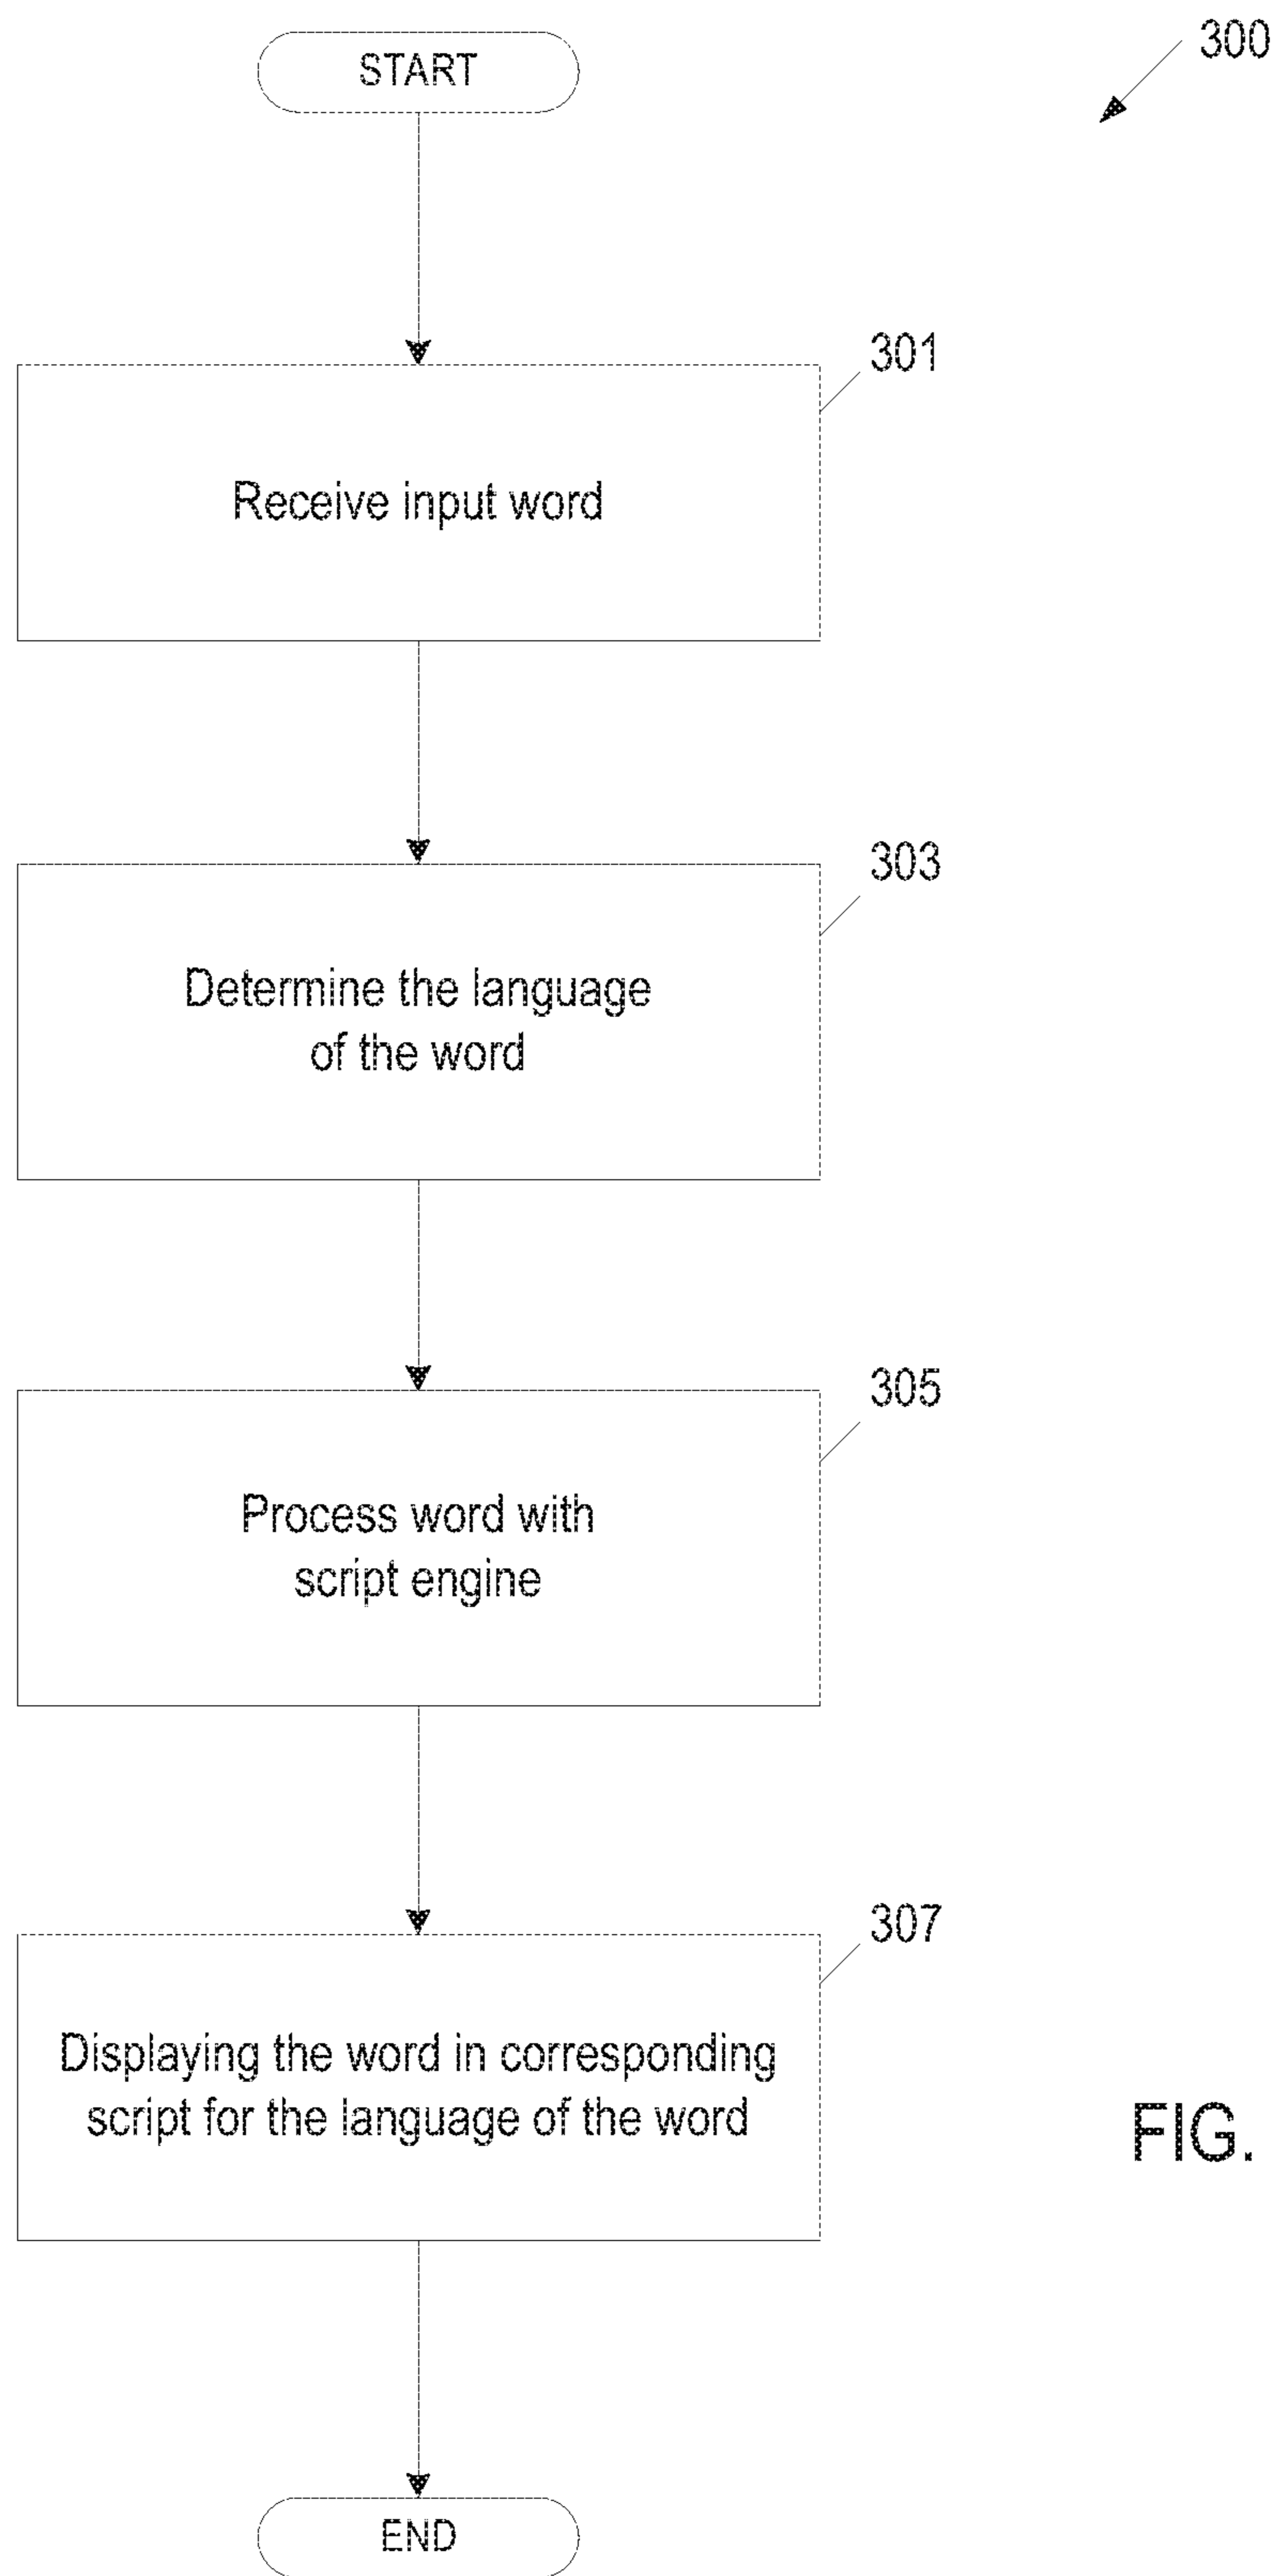 START
300
301
Receive input word
303
Determine the language
of the word
305
Process word with
script engine
307
Displaying the word in corresponding
script for the language of the word
FIG.
END